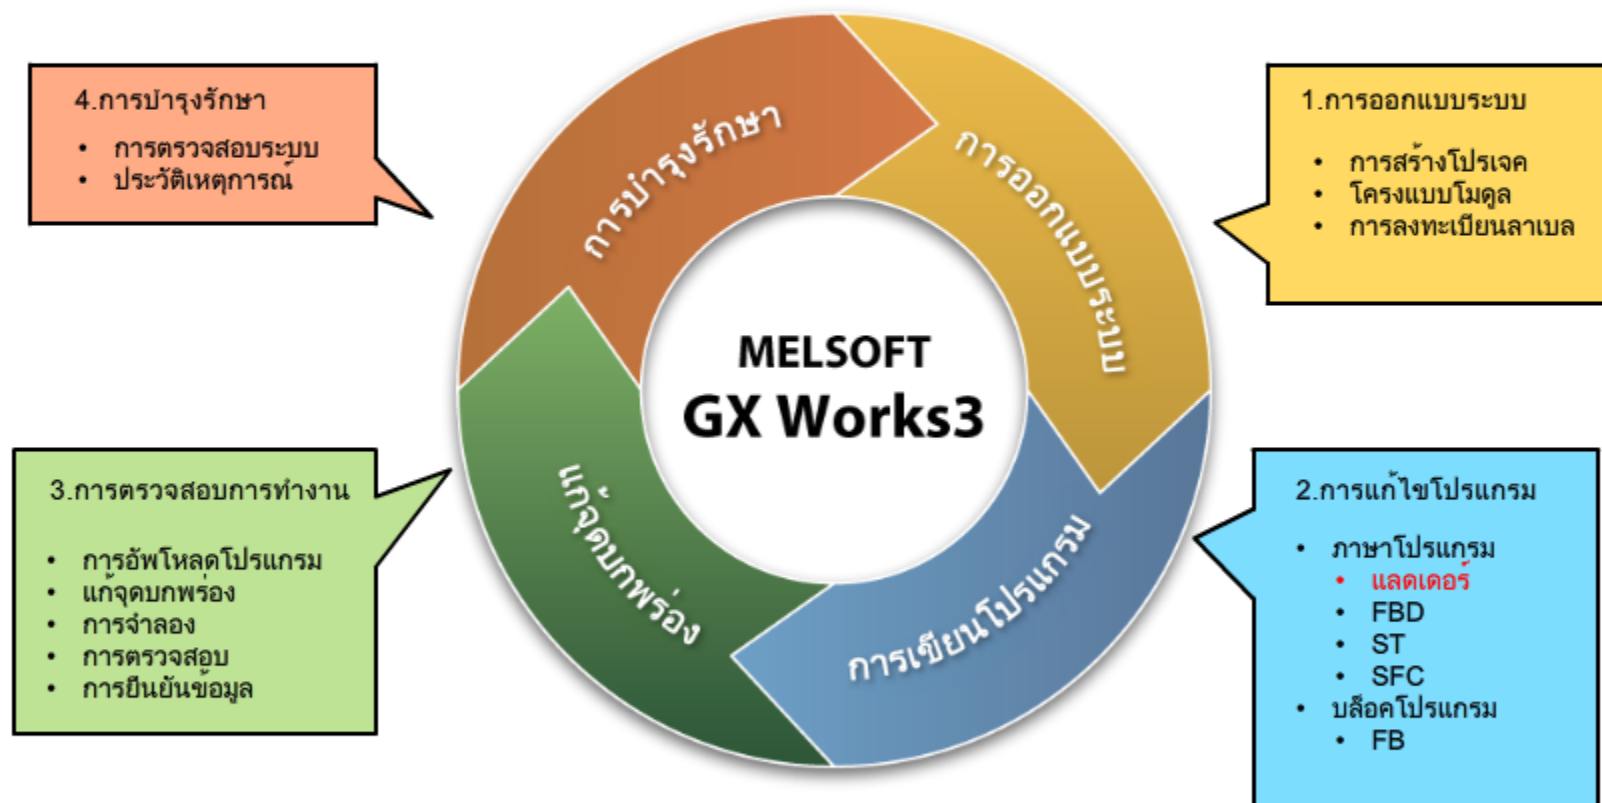 4.การบำรุงรักษา
• การตรวจสอบระบบ
• ประวัติเหตุการณ์
1.การออกแบบระบบ
• การสร้างโปรเจค
• โครงแบบโมดูล
• การลงทะเบียนลาเบล
การบำรุงรักษา
การออกแบบระบบ
MELSOFT
GX Works3
แก้จุ้ดบกพร่อง
การเขียนโปรแกรม
3.การตรวจสอบการทำงาน
• การอัพโหลดโปรแกรม
• แก้จุดบกพร่อง
• การจำลอง
• การตรวจสอบ
• การยืนยันข้อมูล
2.การแก้ไขโปรแกรม
• ภาษาโปรแกรม
• แลดเดอร์
• FBD
• ST
• SFC
• บล็อคโปรแกรม
• FB